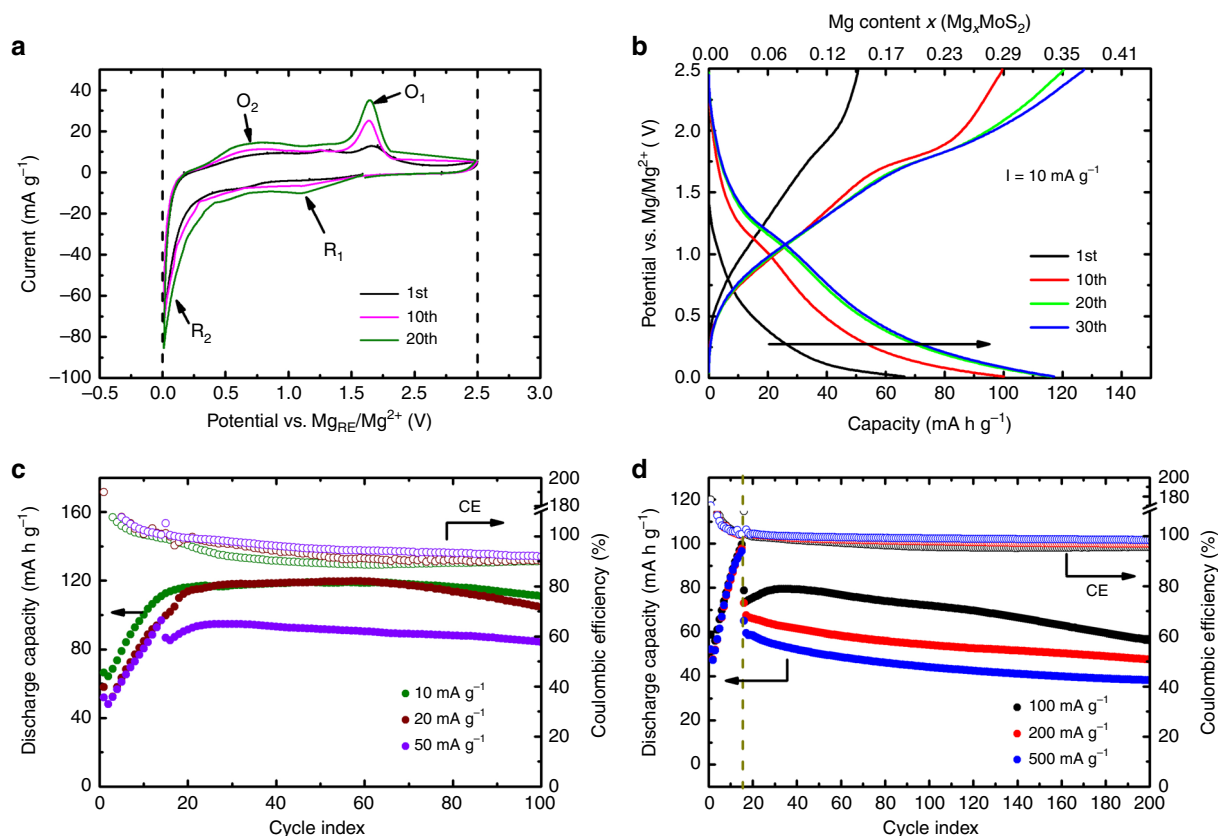 a
40
20
0
−20
−40
−60
−80
−100
Current (mA g⁻¹)
O₂
O₁
R₁
R₂
1st
10th
20th
−0.5
0.0
0.5
1.0
1.5
2.0
2.5
3.0
Potential vs. Mg_RE/Mg²⁺ (V)
b
Mg content x (MgₓMoS₂)
0.00 0.06 0.12 0.17 0.23 0.29 0.35 0.41
2.5
2.0
1.5
1.0
0.5
0.0
Potential vs. Mg/Mg²⁺ (V)
I = 10 mA g⁻¹
1st
10th
20th
30th
0 20 40 60 80 100 120 140
Capacity (mA h g⁻¹)
c
160
120
80
40
0
Discharge capacity (mA h g⁻¹)
CE
200
180
100
80
60
40
20
0
Coulombic efficiency (%)
10 mA g⁻¹
20 mA g⁻¹
50 mA g⁻¹
0 20 40 60 80 100
Cycle index
d
120
100
80
60
40
20
0
Discharge capacity (mA h g⁻¹)
CE
200
180
100
80
60
40
20
0
Coulombic efficiency (%)
100 mA g⁻¹
200 mA g⁻¹
500 mA g⁻¹
0 20 40 60 80 100 120 140 160 180 200
Cycle index